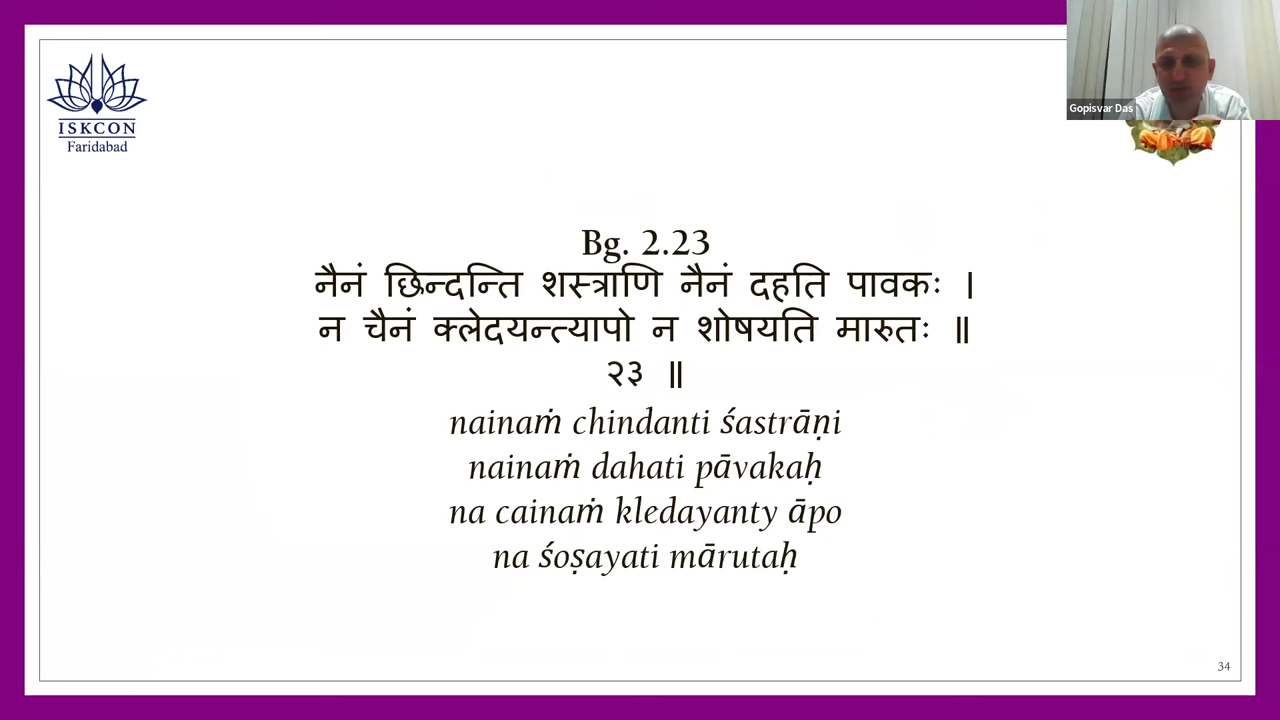 ISKCON
Faridabad
Gopisvar Das
Bg. 2.23
नैनं छिन्दन्ति शस्त्राणि नैनं दहति पावकः ।
न चैनं क्लेदयन्त्यापो न शोषयति मारुतः ॥
२३ ॥
nainaṁ chindanti śastrāṇi
nainaṁ dahati pāvakaḥ
na cainaṁ kledayanty āpo
na śoṣayati mārutaḥ
34